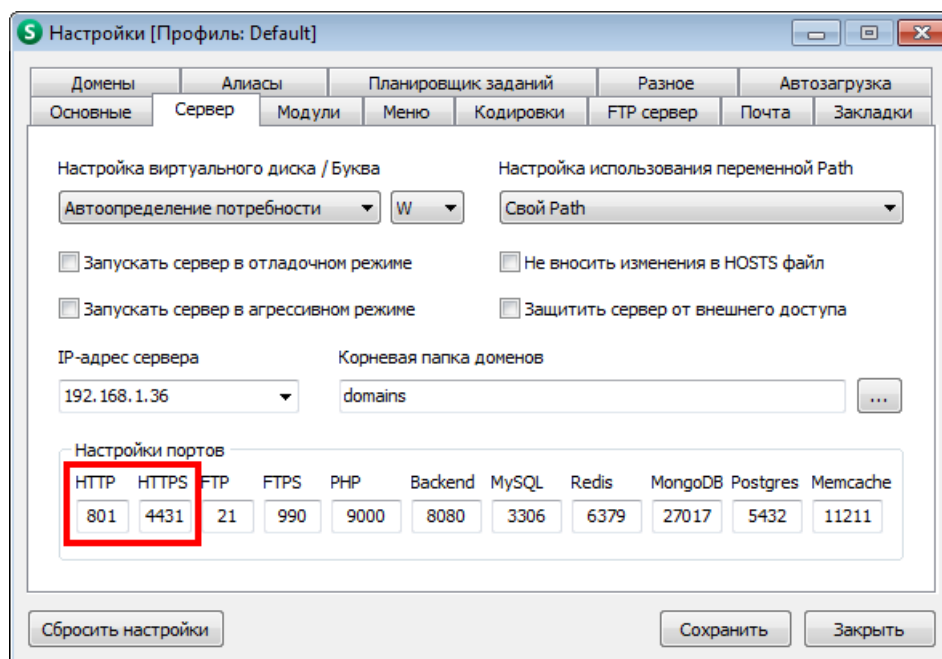 S Настройки [Профиль: Default]
Домены Алиасы Планировщик заданий Разное Автозагрузка
Основные Сервер Модули Меню Кодировки FTP сервер Почта Закладки
Настройка виртуального диска / Буква Настройка использования переменной Path
Автоопределение потребности W Свой Path
Запускать сервер в отладочном режиме Не вносить изменения в HOSTS файл
Запускать сервер в агрессивном режиме Защитить сервер от внешнего доступа
IP-адрес сервера Корневая папка доменов
192.168.1.36 domains ...
Настройки портов
HTTP HTTPS FTP FTPS PHP Backend MySQL Redis MongoDB Postgres Memcache
801 4431 21 990 9000 8080 3306 6379 27017 5432 11211
Сбросить настройки Сохранить Закрыть